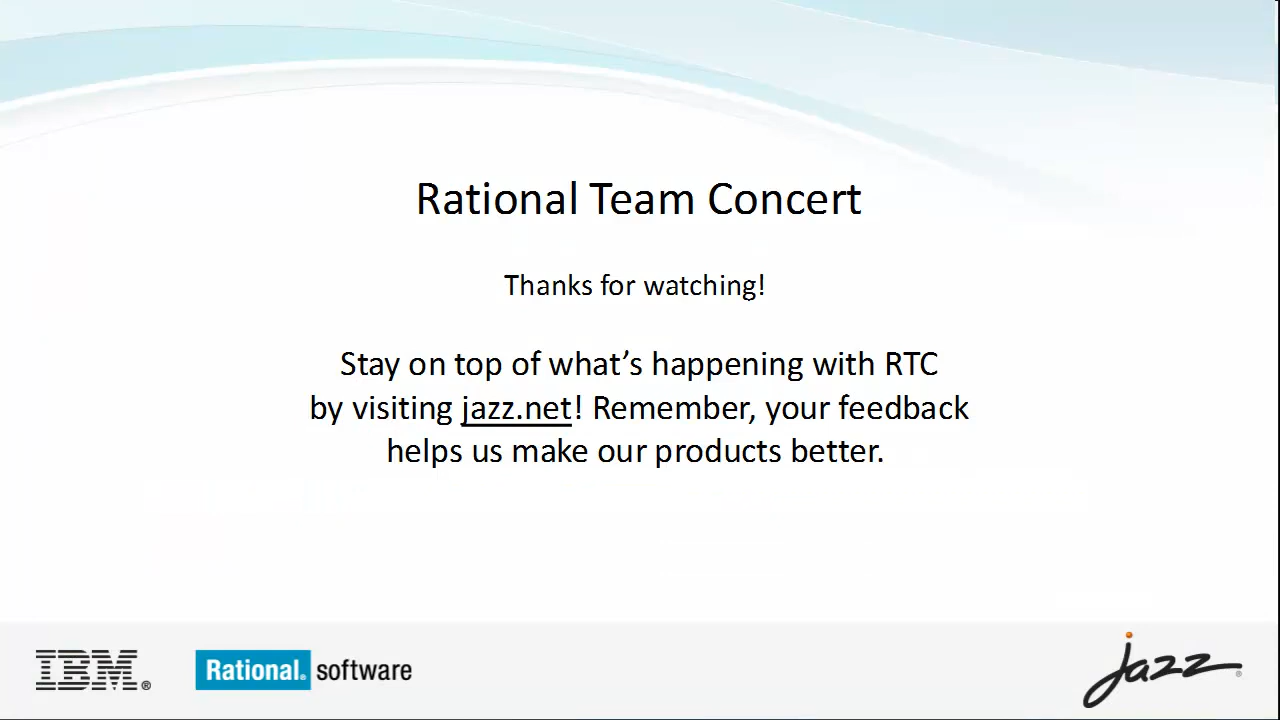 Rational Team Concert
Thanks for watching!
Stay on top of what’s happening with RTC
by visiting jazz.net! Remember, your feedback
helps us make our products better.
IBM® Rational® software jazz®